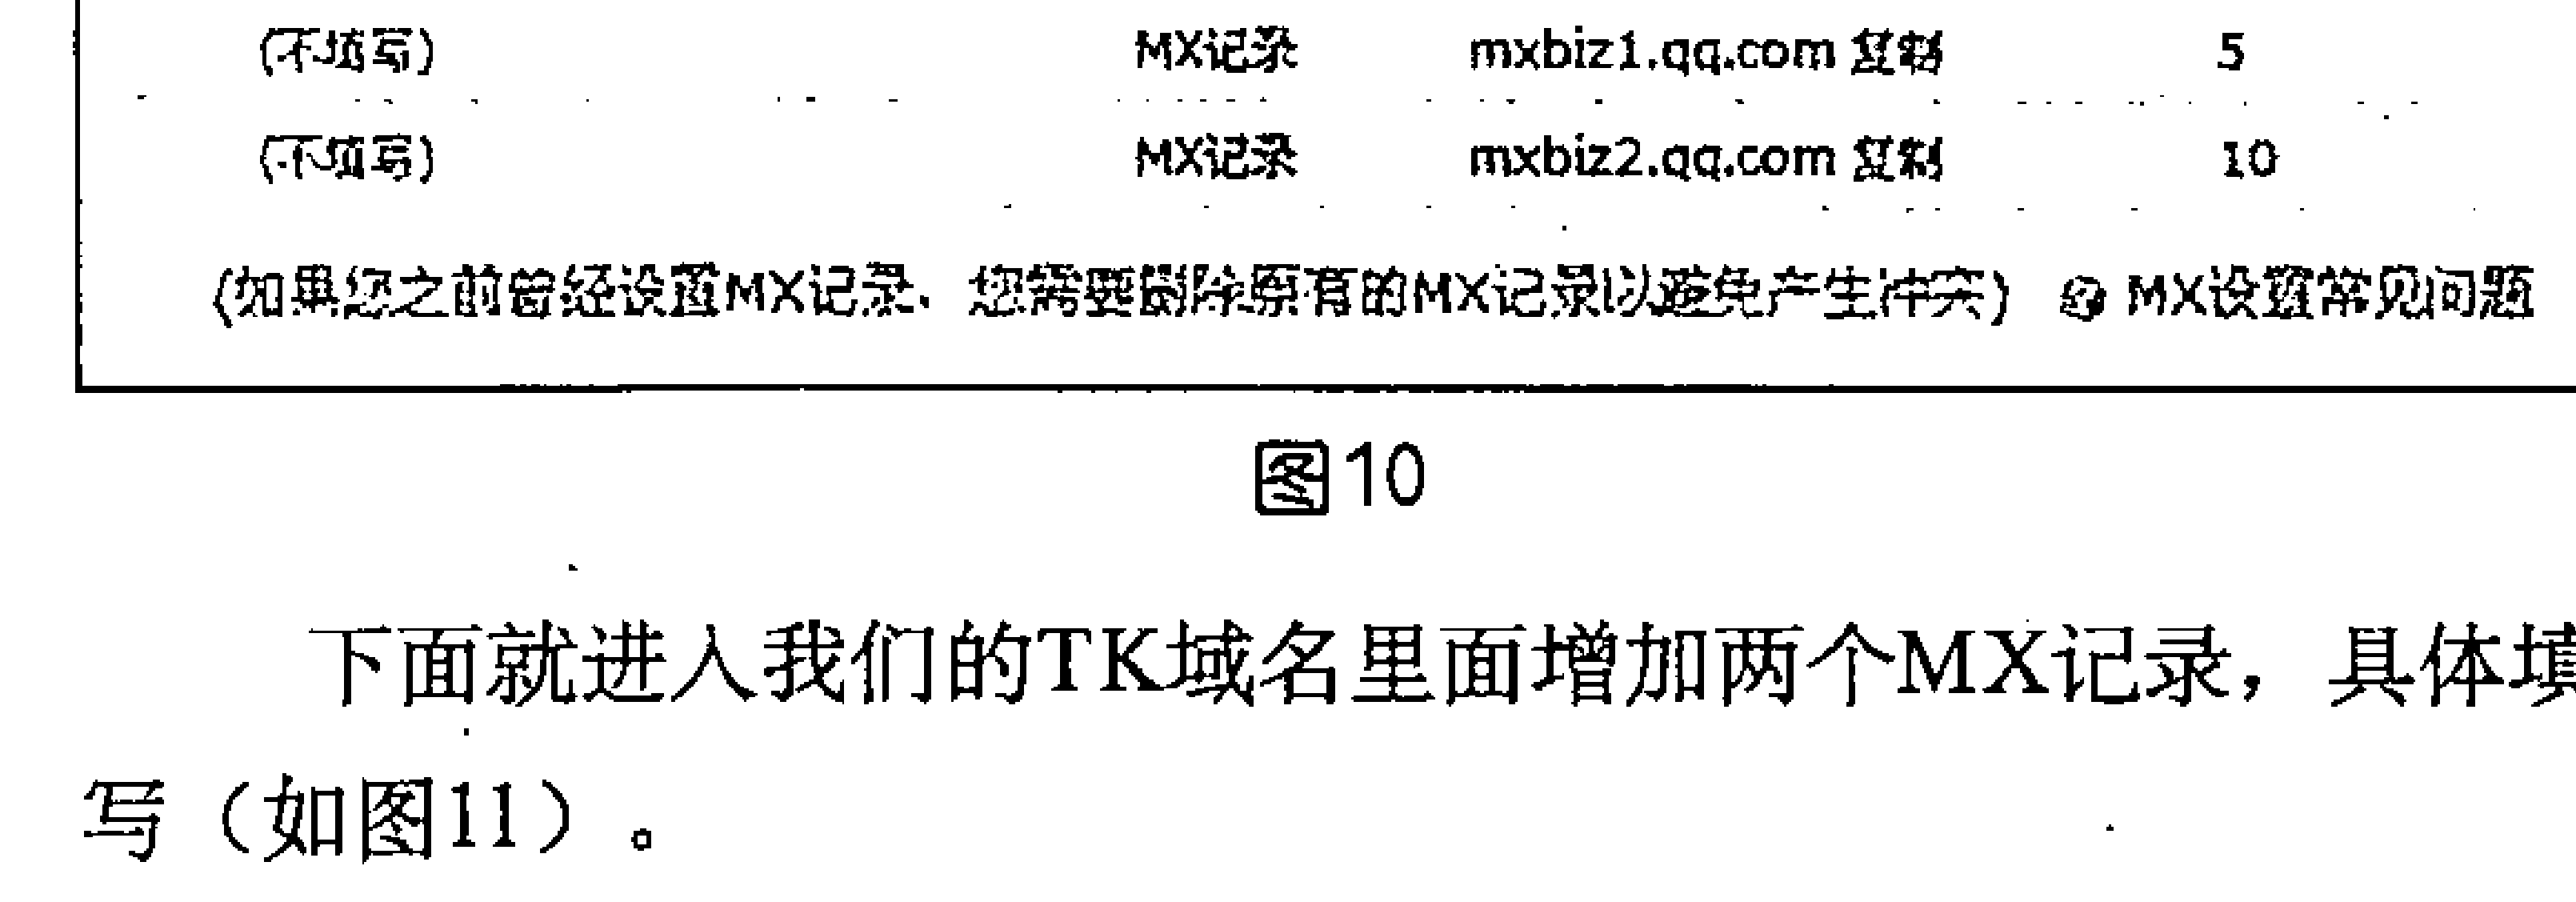 (不填写) MX记录 mxbiz1.qq.com 复制 5
(不填写) MX记录 mxbiz2.qq.com 复制 10
(如果您之前曾经设置MX记录，您需要删除原有的MX记录以避免产生冲突) MX设置常见问题
图10
下面就进入我们的TK域名里面增加两个MX记录，具体填
写（如图11）。